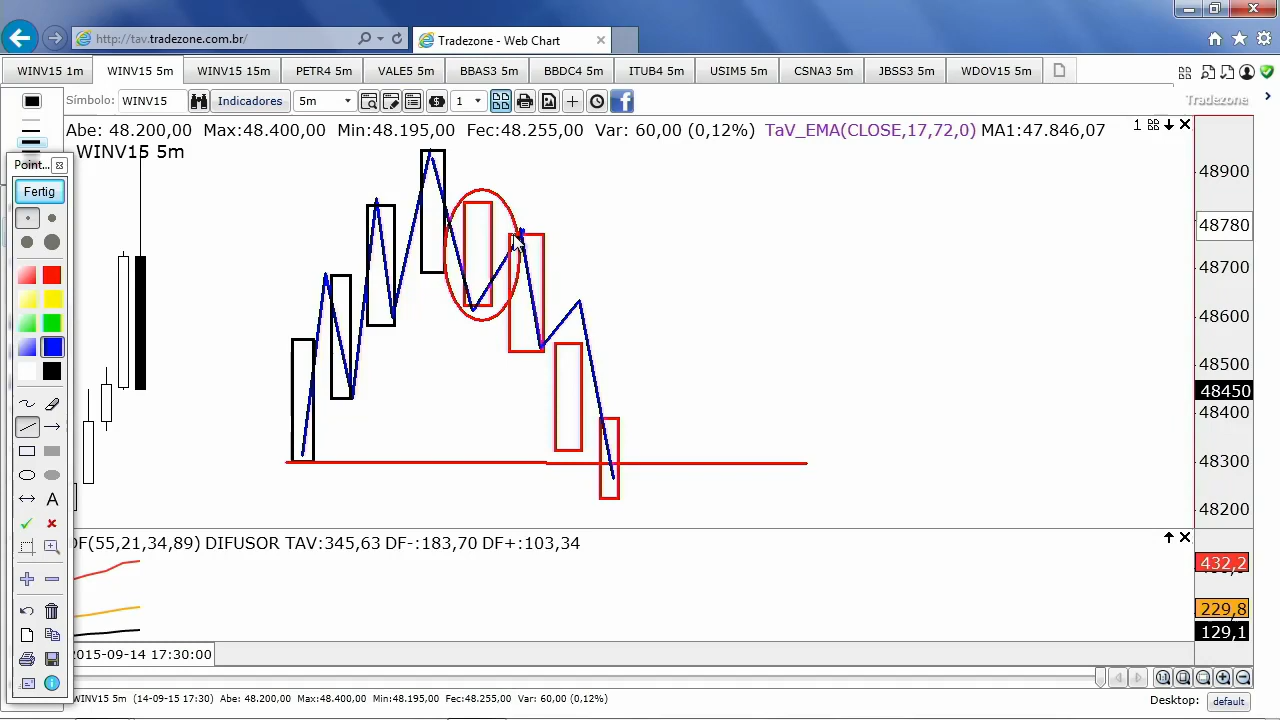 http://tav.tradezone.com.br/
Tradezone - Web Chart
WINV15 1m
WINV15 5m
WINV15 15m
PETR4 5m
VALE5 5m
BBAS3 5m
BBDC4 5m
ITUB4 5m
USIM5 5m
CSNA3 5m
JBSS3 5m
WDOV15 5m
Símbolo: WINV15
Indicadores
5m
1
Tradezone
Abe: 48.200,00 Max:48.400,00 Min:48.195,00 Fec:48.255,00 Var: 60,00 (0,12%) TaV_EMA(CLOSE,17,72,0) MA1:47.846,07
1
WINV15 5m
Point...
Fertig
A
48900
48780
48700
48600
48500
48450
48400
48300
48200
DF(55,21,34,89) DIFUSOR TAV:345,63 DF-:183,70 DF+:103,34
432,2
229,8
129,1
2015-09-14 17:30:00
WINV15 5m (14-09-15 17:30) Abe: 48.200,00 Max:48.400,00 Min:48.195,00 Fec:48.255,00 Var: 60,00 (0,12%)
Desktop: default